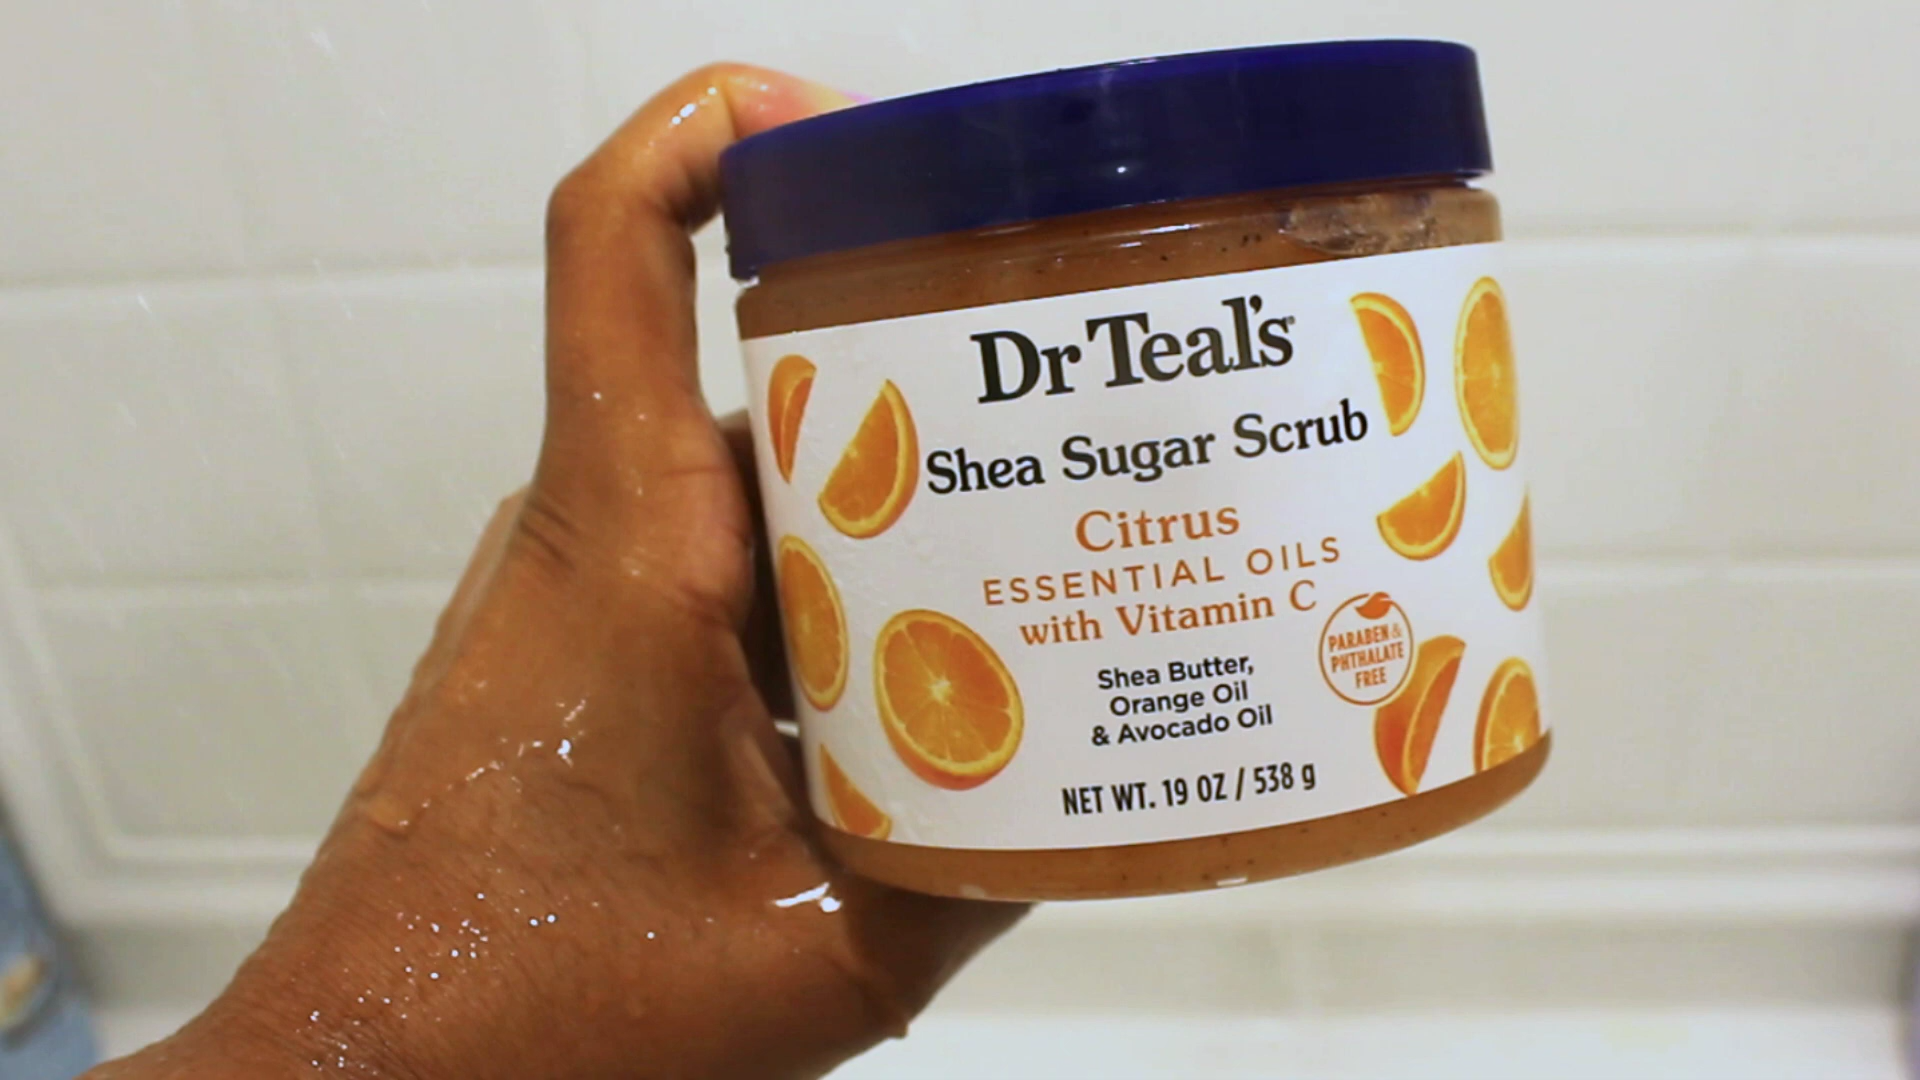 Dr Teal's®
Shea Sugar Scrub
Citrus
ESSENTIAL OILS
with Vitamin C
Shea Butter,
Orange Oil
& Avocado Oil
PARABEN &
PHTHALATE
FREE
NET WT. 19 OZ / 538 g